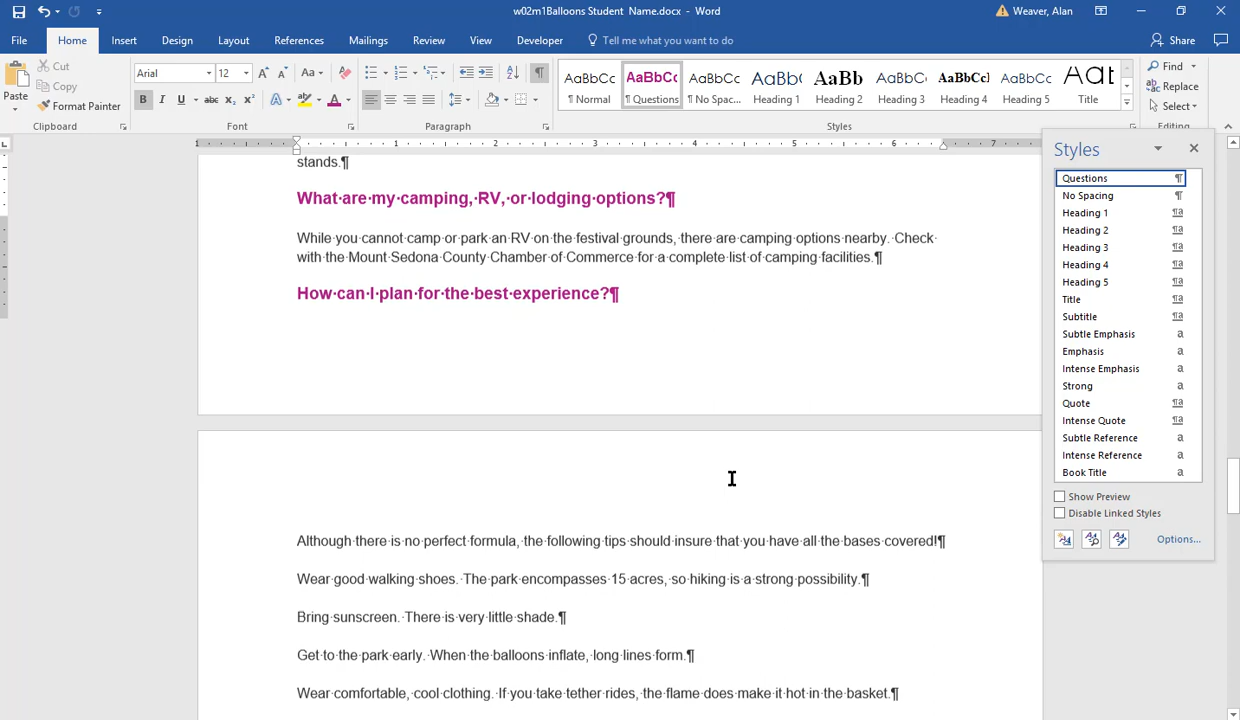 w02m1Balloons Student Name.docx - Word
Weaver, Alan
File Home Insert Design Layout References Mailings Review View Developer Tell me what you want to do Share
Paste
Cut
Copy
Format Painter
Clipboard
Arial 12
Font
Paragraph
AaBbCc AaBbCc AaBbCc AaBb( AaBb AaBbC AaBbCcl AaBbCc AaB
¶ Normal ¶ Questions ¶ No Spac... Heading 1 Heading 2 Heading 3 Heading 4 Heading 5 Title
Styles
Find
Replace
Select
Editing
1 1 2 3 4 5 6 7
stands.¶
What·are·my·camping,·RV,·or·lodging·options?¶
While·you·cannot·camp·or·park·an·RV·on·the·festival·grounds,·there·are·camping·options·nearby.··Check·
with·the·Mount·Sedona·County·Chamber·of·Commerce·for·a·complete·list·of·camping·facilities.¶
How·can·I·plan·for·the·best·experience?¶
Although·there·is·no·perfect·formula,·the·following·tips·should·insure·that·you·have·all·the·bases·covered!¶
Wear·good·walking·shoes.··The·park·encompasses·15·acres,·so·hiking·is·a·strong·possibility.¶
Bring·sunscreen.··There·is·very·little·shade.¶
Get·to·the·park·early.··When·the·balloons·inflate,·long·lines·form.¶
Wear·comfortable,·cool·clothing.··If·you·take·tether·rides,·the·flame·does·make·it·hot·in·the·basket.¶
Styles
Questions ¶
No Spacing ¶
Heading 1 ¶a
Heading 2 ¶a
Heading 3 ¶a
Heading 4 ¶a
Heading 5 ¶a
Title ¶a
Subtitle ¶a
Subtle Emphasis a
Emphasis a
Intense Emphasis a
Strong a
Quote ¶a
Intense Quote ¶a
Subtle Reference a
Intense Reference a
Book Title a
Show Preview
Disable Linked Styles
Options...